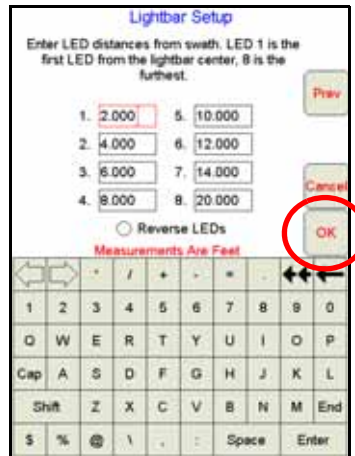 Lightbar Setup
Enter LED distances from swath. LED 1 is the
first LED from the lightbar center, 8 is the
furthest.
Prev
1. 2.000 5. 10.000
2. 4.000 6. 12.000
3. 6.000 7. 14.000
4. 8.000 8. 20.000
Cancel
Reverse LEDs
OK
Measurements Are Feet
1 2 3 4 5 6 7 8 9 0
Q W E R T Y U I O P
Cap A S D F G H J K L
Shift Z X C V B N M End
$ % @ \ . : Space Enter